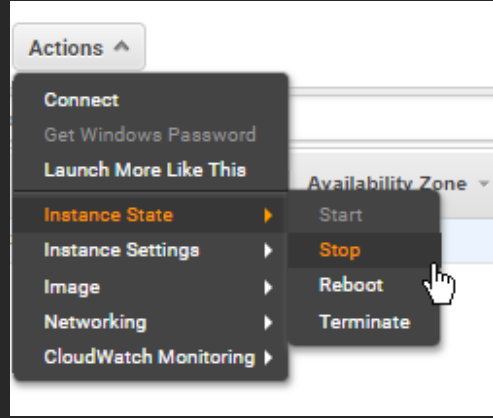 Actions
Connect
Get Windows Password
Launch More Like This
Availability Zone
Instance State
Start
Instance Settings
Stop
Image
Reboot
Networking
Terminate
CloudWatch Monitoring